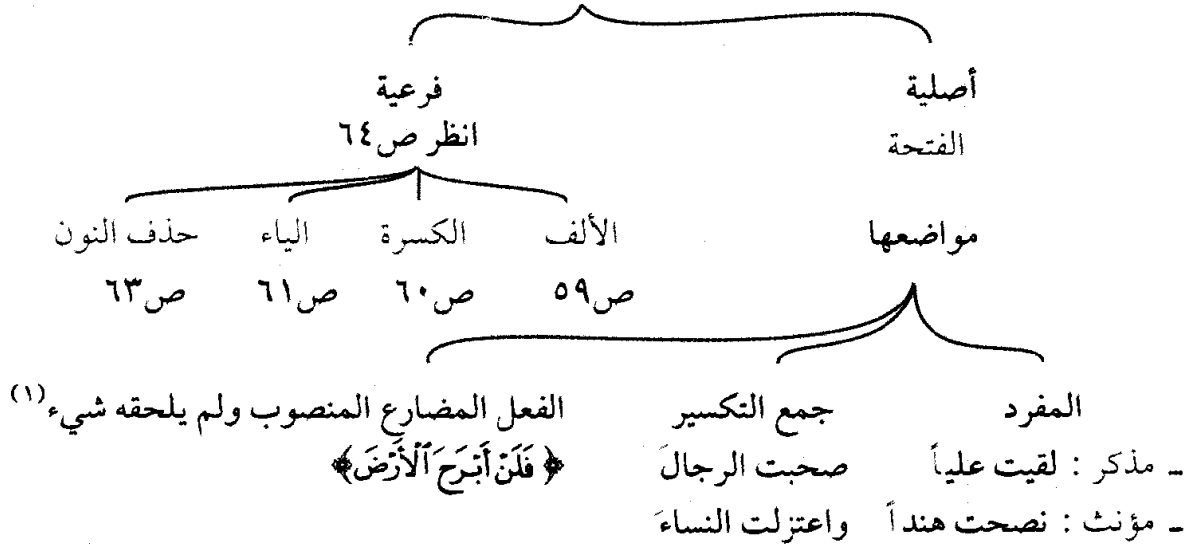 أصلية فرعية
الفتحة انظر ص٦٤
مواضعها الألف الكسرة الياء حذف النون
ص٥٩ ص٦٠ ص٦١ ص٦٣
المفرد جمع التكسير الفعل المضارع المنصوب ولم يلحقه شيء(١)
ـ مذكر : لقيت علياً صحبت الرجالَ ﴿فَلَنْ أَبْرَحَ ٱلْأَرْضَ﴾
ـ مؤنث : نصحت هنداً واعتزلت النساءَ